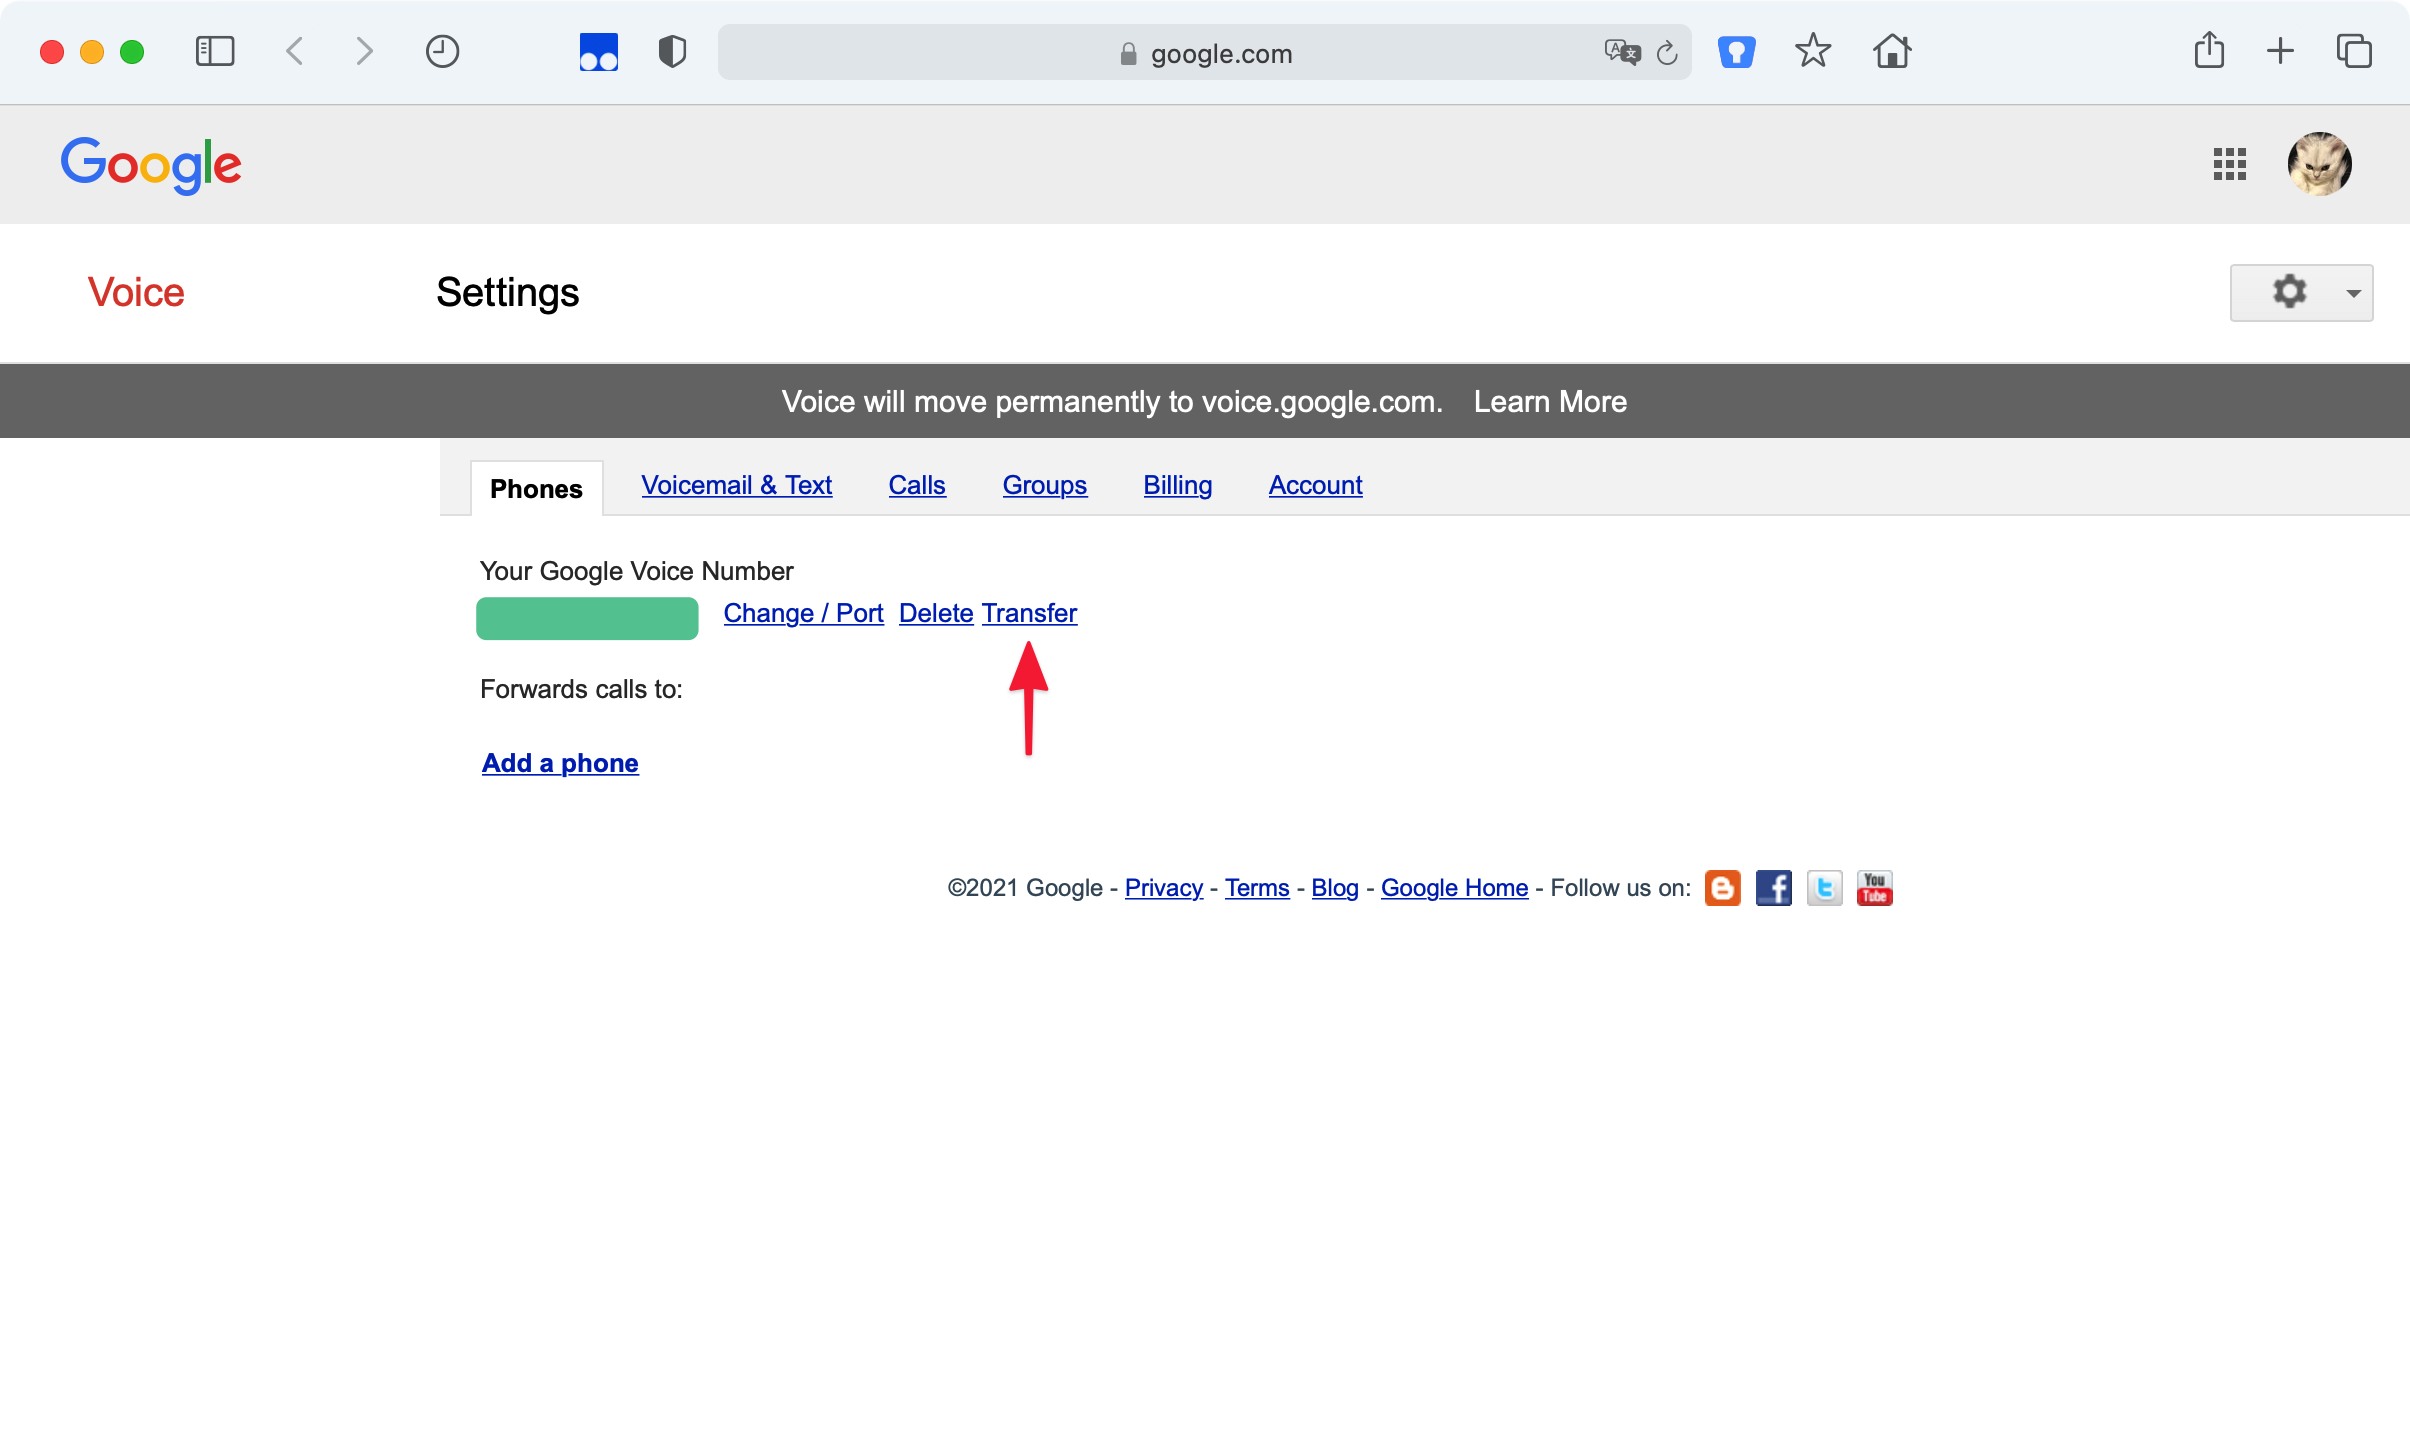 google.com
Google
Voice Settings
Voice will move permanently to voice.google.com. Learn More
Phones Voicemail & Text Calls Groups Billing Account
Your Google Voice Number
Change / Port Delete Transfer
Forwards calls to:
Add a phone
©2021 Google - Privacy - Terms - Blog - Google Home - Follow us on: You Tube